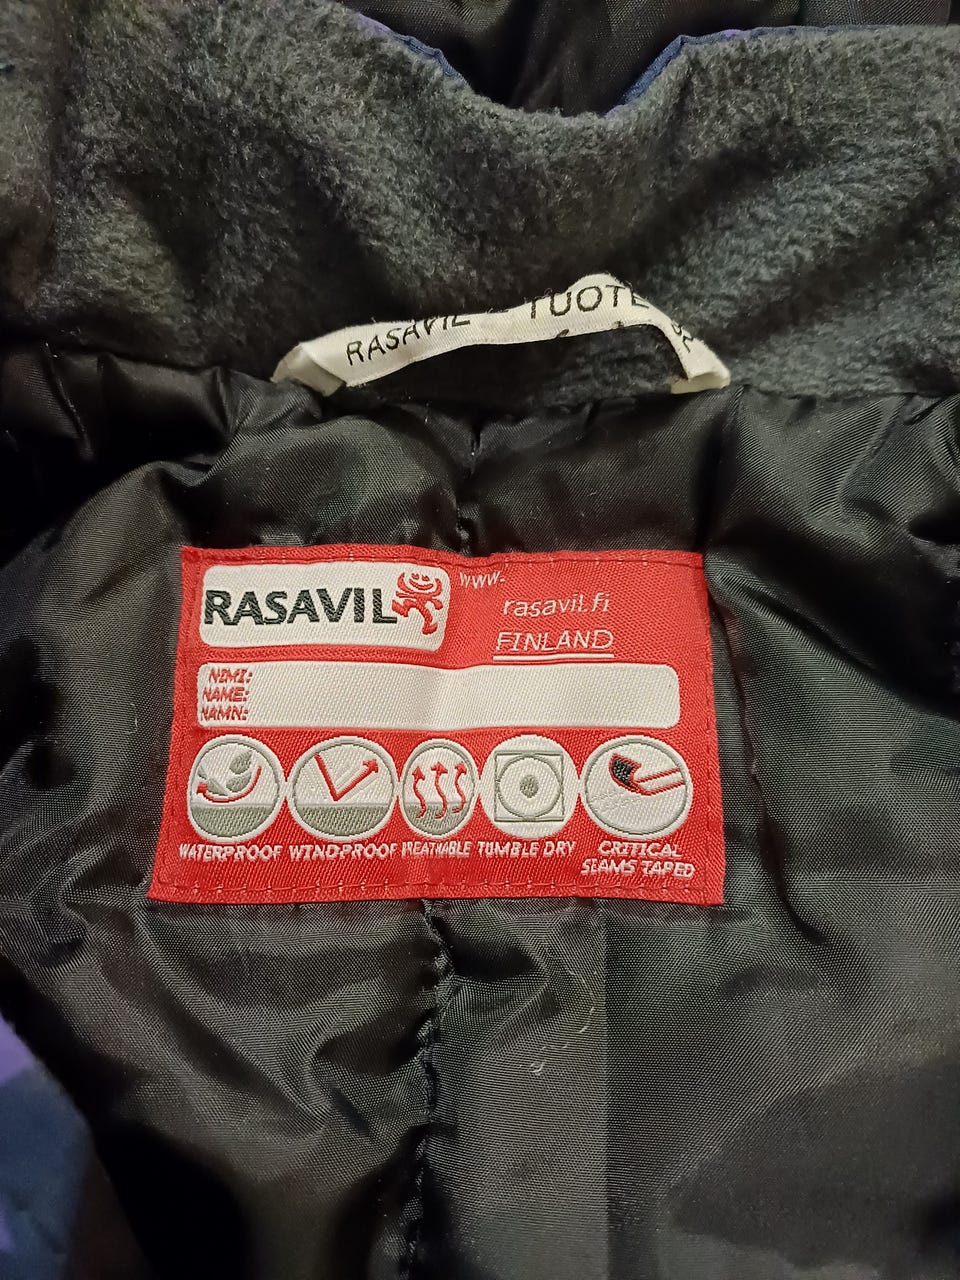 RASAVIL - TUOTE
RASAVIL
www.
rasavil.fi
FINLAND
NIMI:
NAME:
NAMN:
WATERPROOF WINDPROOF BREATHABLE TUMBLE DRY CRITICAL
SEAMS TAPED